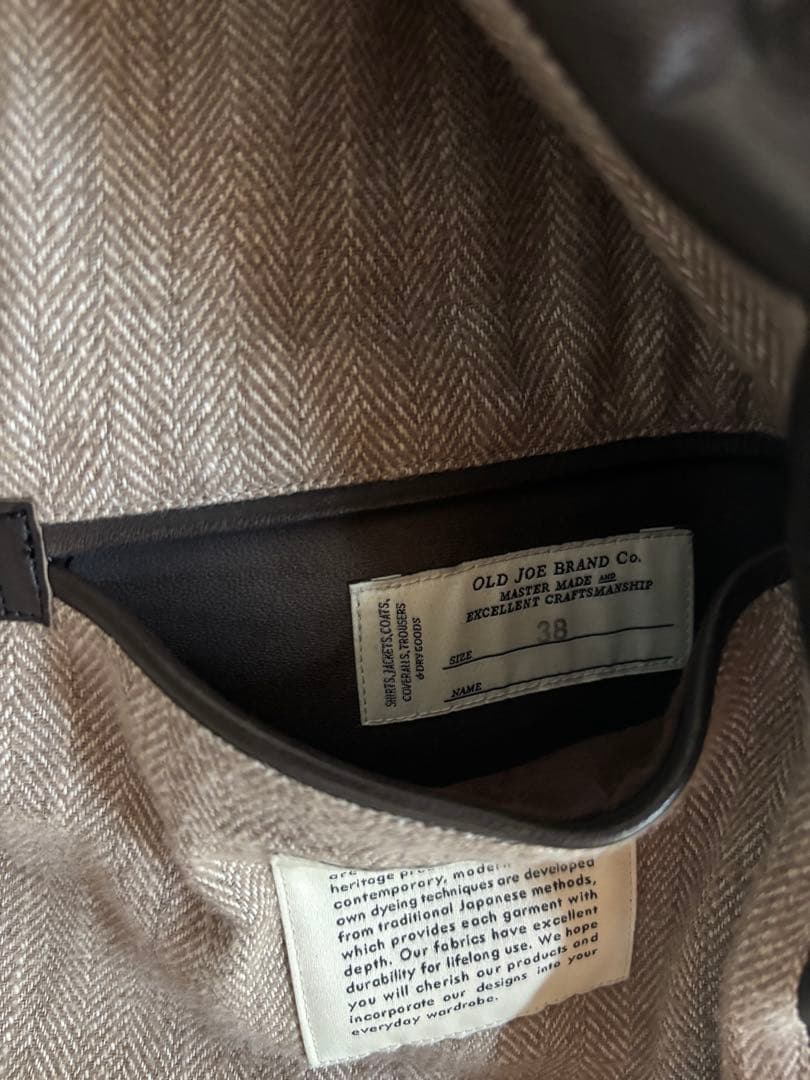 OLD JOE BRAND Co.
MASTER MADE AND
EXCELLENT CRAFTSMANSHIP
SIZE 38
NAME
SHIRTS, JACKETS, COATS,
COVERALLS, TROUSERS
& DRY GOODS
are
heritage
contemporary, modern
own dyeing techniques are developed
from traditional Japanese methods,
which provides each garment with
depth. Our fabrics have excellent
durability for lifelong use. We hope
you will cherish our products and
incorporate our designs into your
everyday wardrobe.